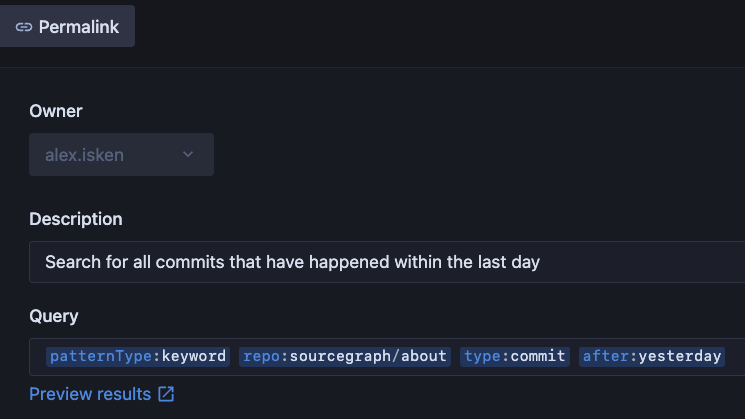 Permalink
Owner
alex.isken
Description
Search for all commits that have happened within the last day
Query
patternType:keyword repo:sourcegraph/about type:commit after:yesterday
Preview results